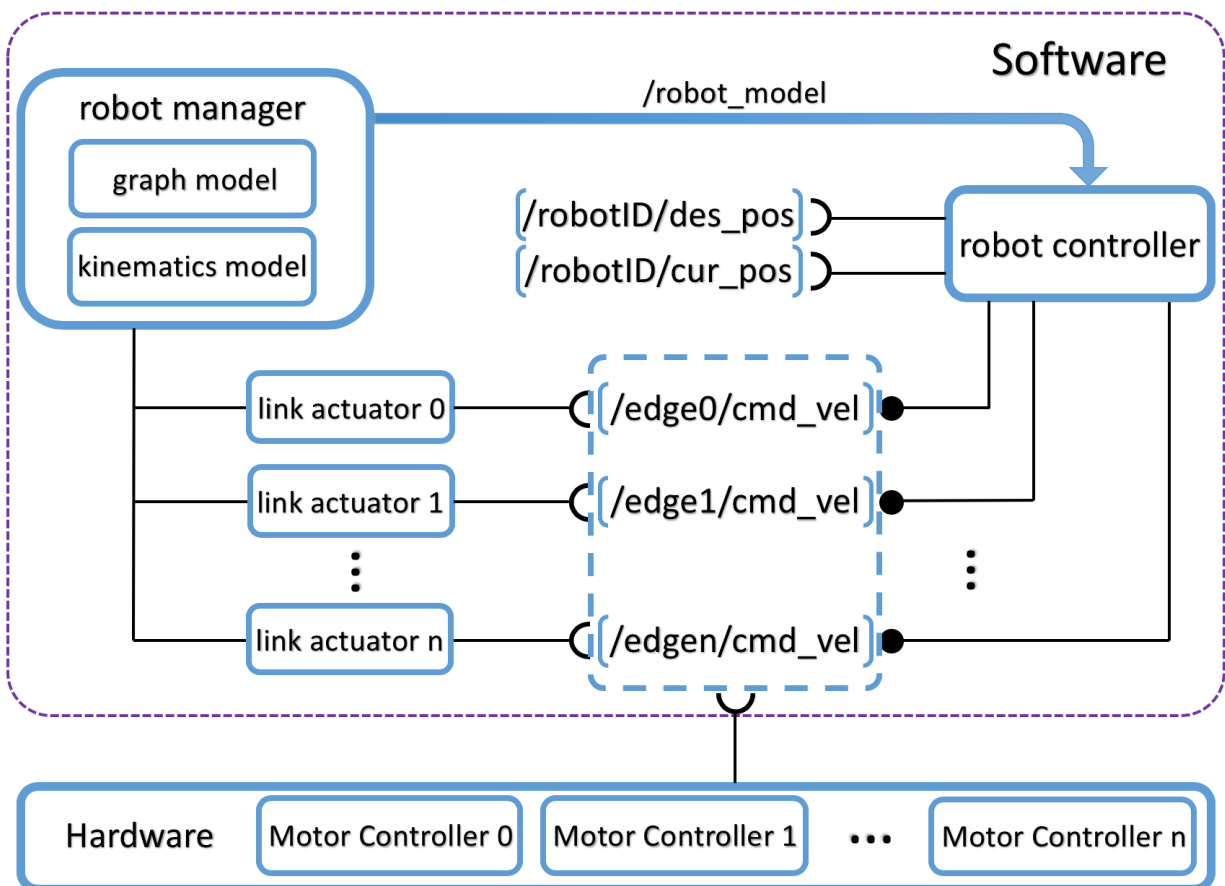 Software
robot manager
graph model
kinematics model
/robot_model
/robotID/des_pos
/robotID/cur_pos
robot controller
link actuator 0
/edge0/cmd_vel
link actuator 1
/edge1/cmd_vel
link actuator n
/edgen/cmd_vel
Hardware
Motor Controller 0
Motor Controller 1
Motor Controller n